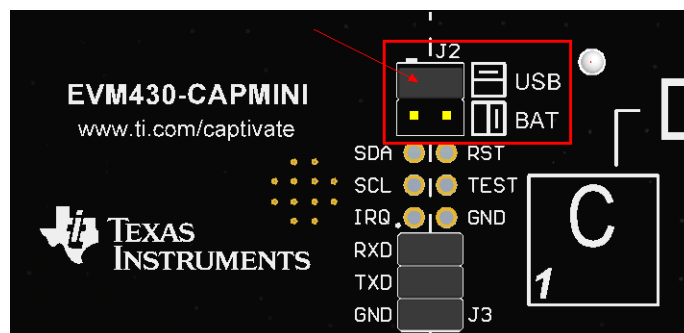 J2
USB
BAT
EVM430-CAPMINI
www.ti.com/captivate
SDA RST
SCL TEST
IRQ GND
RXD
TXD
GND J3
TEXAS
INSTRUMENTS
C
1